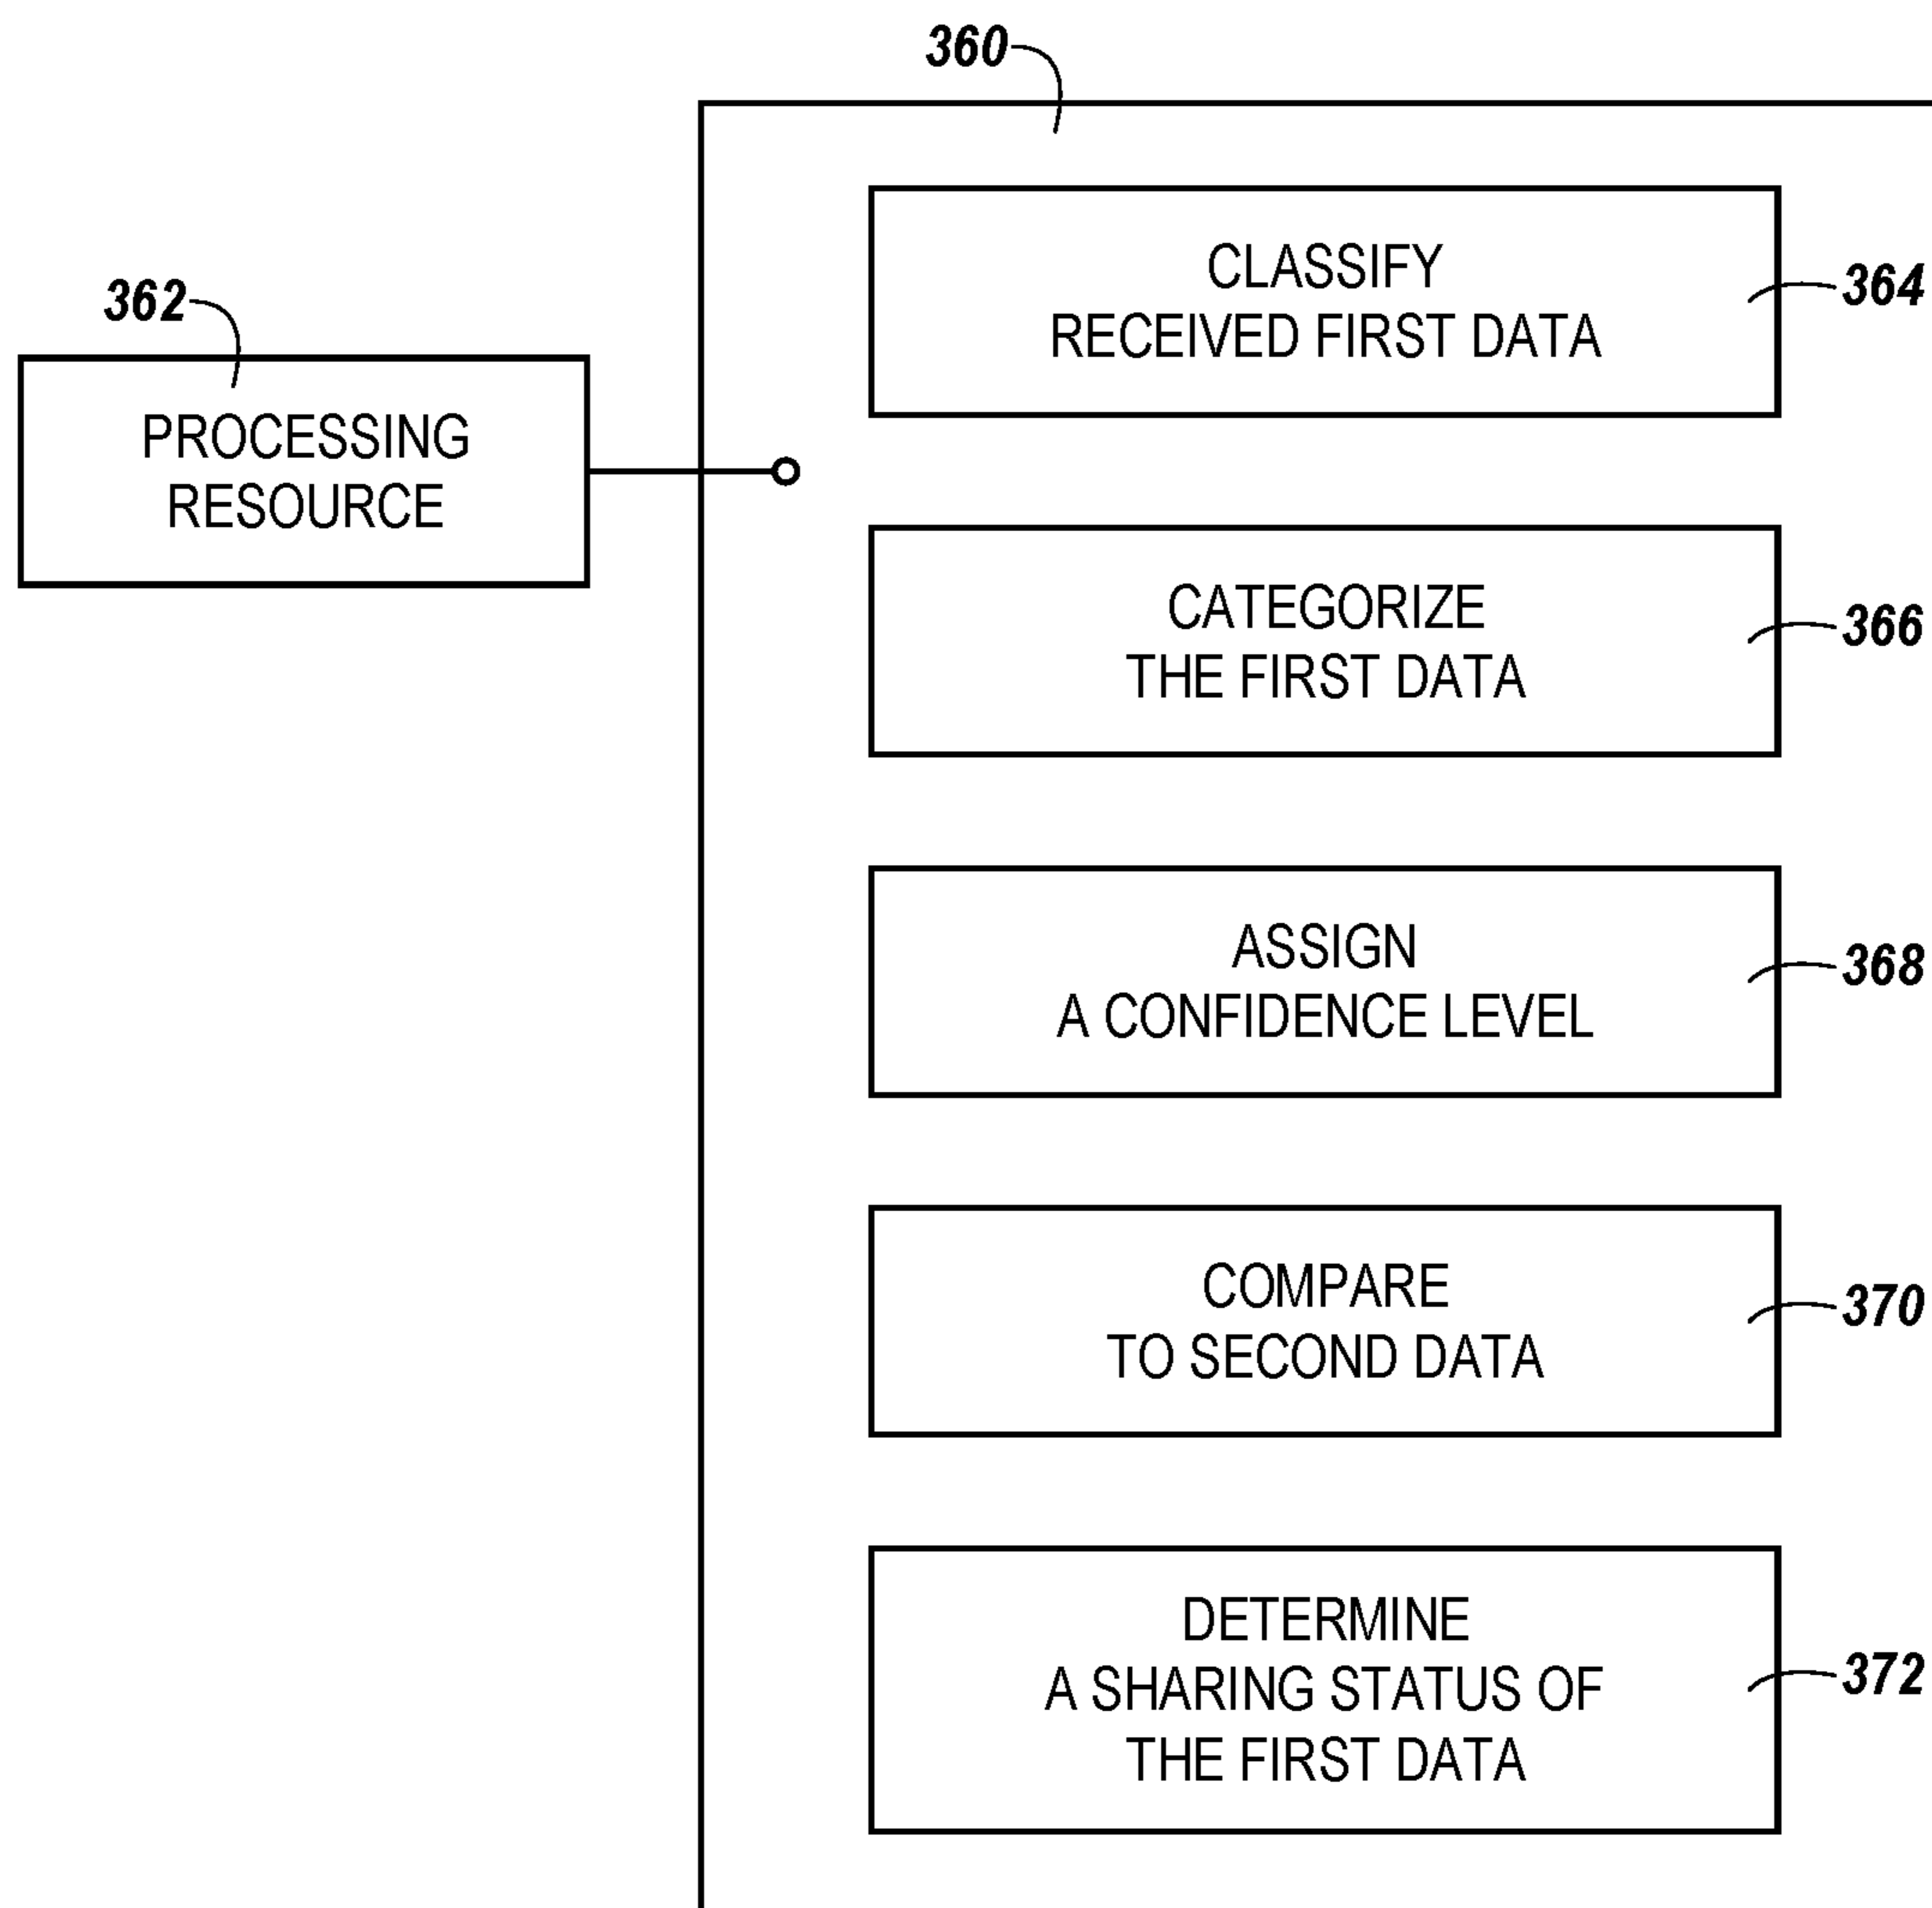 360
362
PROCESSING
RESOURCE
CLASSIFY
RECEIVED FIRST DATA
364
CATEGORIZE
THE FIRST DATA
366
ASSIGN
A CONFIDENCE LEVEL
368
COMPARE
TO SECOND DATA
370
DETERMINE
A SHARING STATUS OF
THE FIRST DATA
372